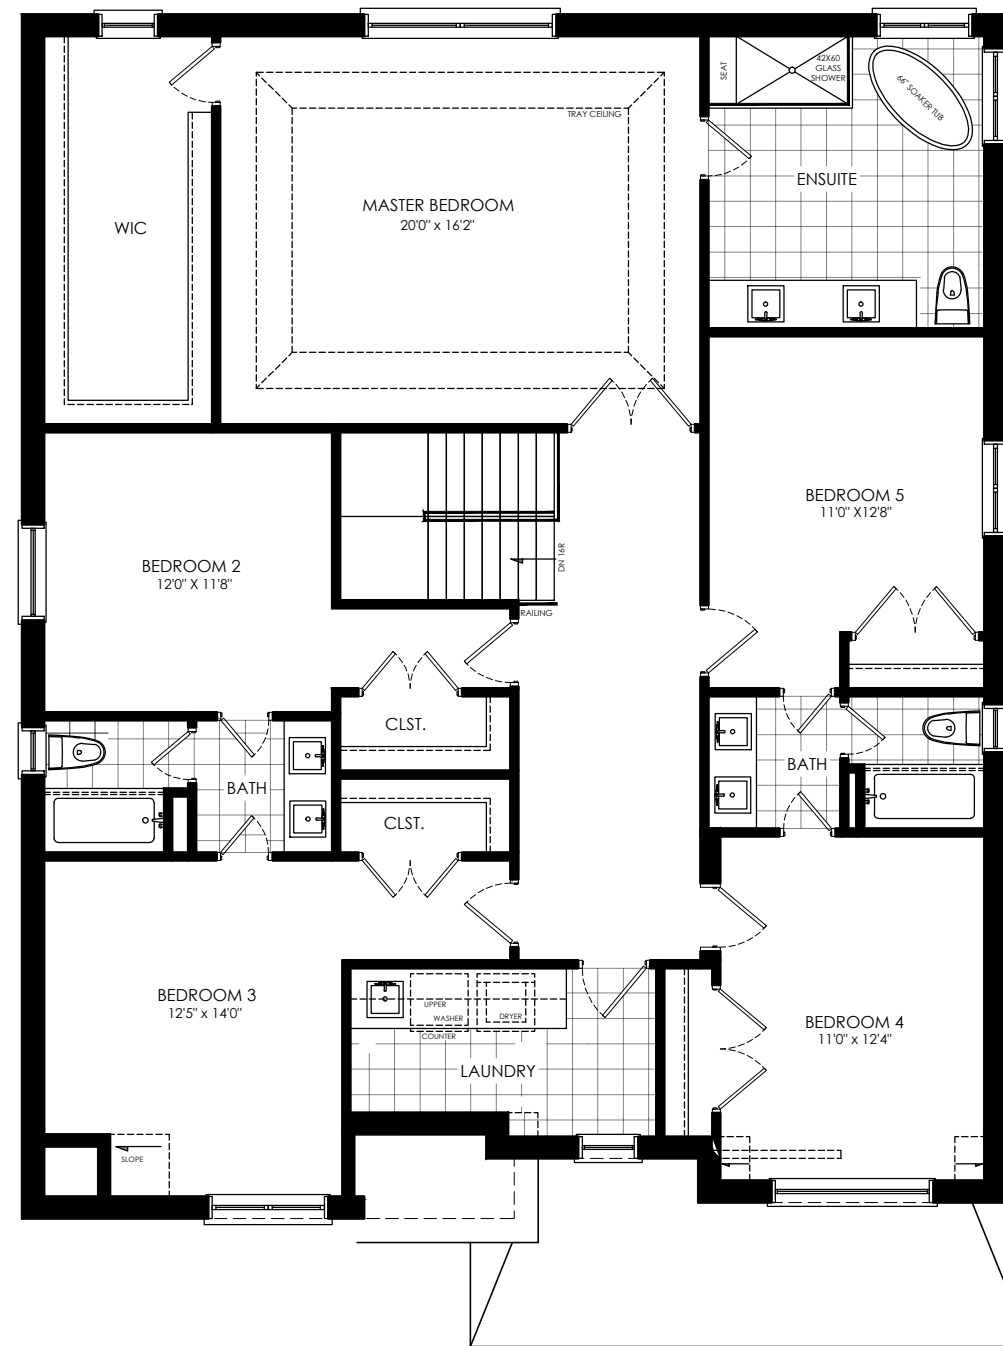 SEAT
42X60
GLASS
SHOWER
66" SOAKER TUB
TRAY CEILING
ENSUITE
MASTER BEDROOM
20'0" x 16'2"
WIC
BEDROOM 5
11'0" X12'8"
DN 16R
BEDROOM 2
12'0" X 11'8"
RAILING
CLST.
BATH
BATH
CLST.
BEDROOM 3
12'5" x 14'0"
UPPER
WASHER
DRYER
COUNTER
BEDROOM 4
11'0" x 12'4"
LAUNDRY
SLOPE